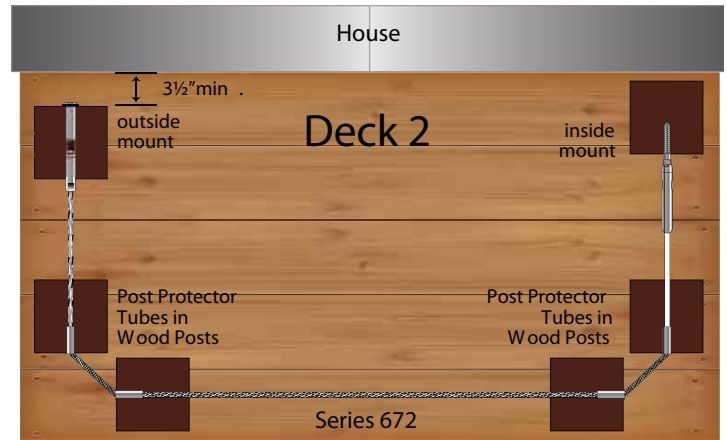 House
3½”min .
outside
mount
Deck 2
inside
mount
Post Protector
Tubes in
Wood Posts
Post Protector
Tubes in
Wood Posts
Series 672